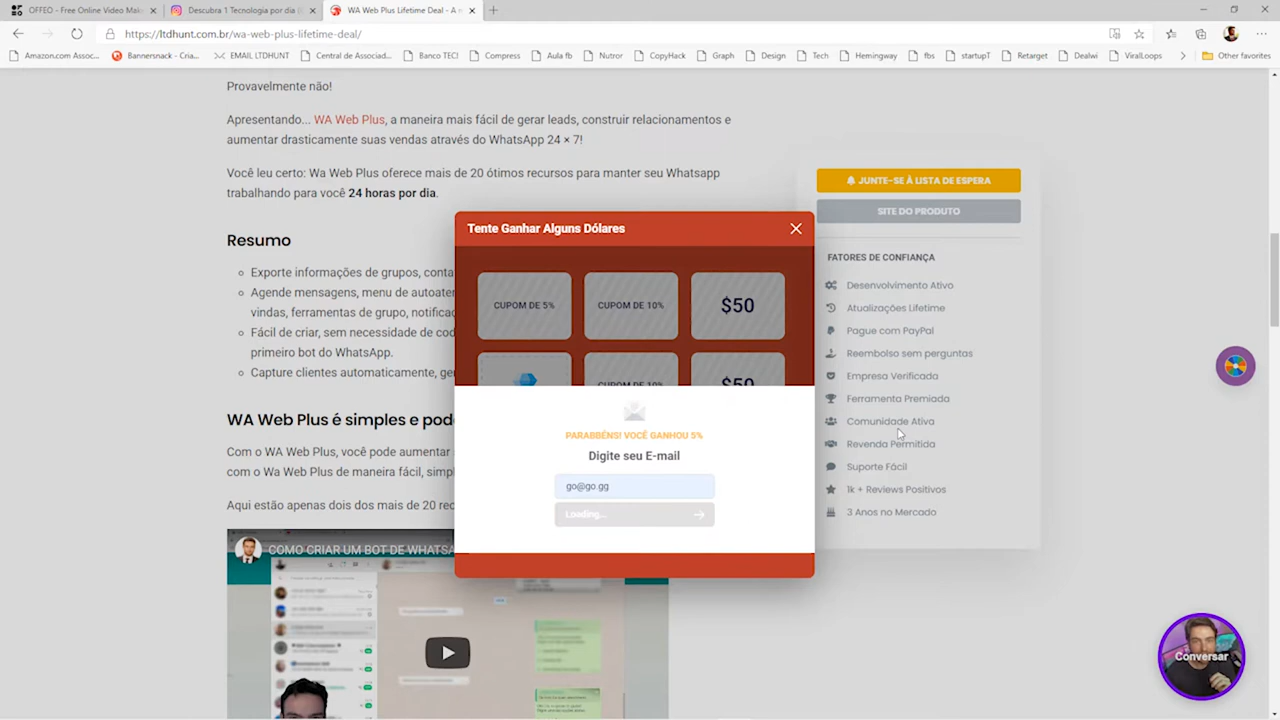 OFFEO - Free Online Video Make
Descubra 1 Tecnologia por dia (
WA Web Plus Lifetime Deal - A n
https://ltdhunt.com.br/wa-web-plus-lifetime-deal/
Amazon.com Assoc...
Bannersnack - Cria...
EMAIL LTDHUNT
Central de Associad...
Banco TEC!
Compress
Aula fb
Nutror
CopyHack
Graph
Design
Tech
Hemingway
fbs
startupT
Retarget
Dealwi
ViralLoops
Other favorites
Provavelmente não!
Apresentando... WA Web Plus, a maneira mais fácil de gerar leads, construir relacionamentos e
aumentar drasticamente suas vendas através do WhatsApp 24 × 7!
Você leu certo: Wa Web Plus oferece mais de 20 ótimos recursos para manter seu Whatsapp
trabalhando para você 24 horas por dia.
Resumo
Exporte informações de grupos, conta
Agende mensagens, menu de autoaten
vindas, ferramentas de grupo, notificaç
Fácil de criar, sem necessidade de cod
primeiro bot do WhatsApp.
Capture clientes automaticamente, ger
WA Web Plus é simples e pod
Com o WA Web Plus, você pode aumentar
com o Wa Web Plus de maneira fácil, simpl
Aqui estão apenas dois dos mais de 20 rec
COMO CRIAR UM BOT DE WHATSA
Tente Ganhar Alguns Dólares
CUPOM DE 5%
CUPOM DE 10%
$50
CUPOM DE 10%
$50
PARABBÉNS! VOCÊ GANHOU 5%
Digite seu E-mail
go@go.gg
Loading...
JUNTE-SE À LISTA DE ESPERA
SITE DO PRODUTO
FATORES DE CONFIANÇA
Desenvolvimento Ativo
Atualizações Lifetime
Pague com PayPal
Reembolso sem perguntas
Empresa Verificada
Ferramenta Premiada
Comunidade Ativa
Revenda Permitida
Suporte Fácil
1k + Reviews Positivos
3 Anos no Mercado
Conversar